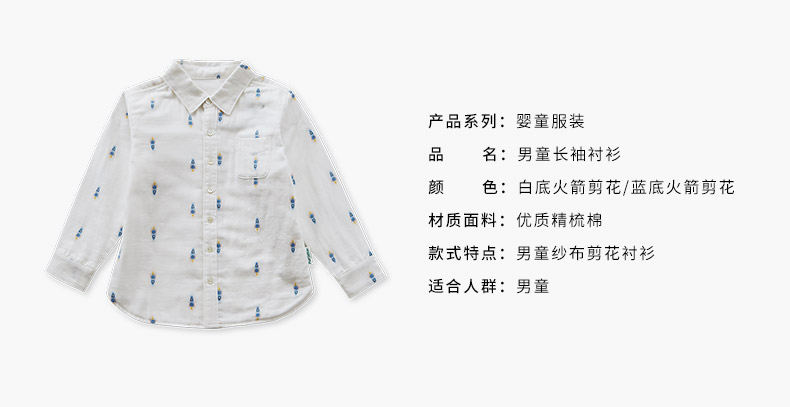 产品系列：婴童服装
品　　名：男童长袖衬衫
颜　　色：白底火箭剪花/蓝底火箭剪花
材质面料：优质精梳棉
款式特点：男童纱布剪花衬衫
适合人群：男童